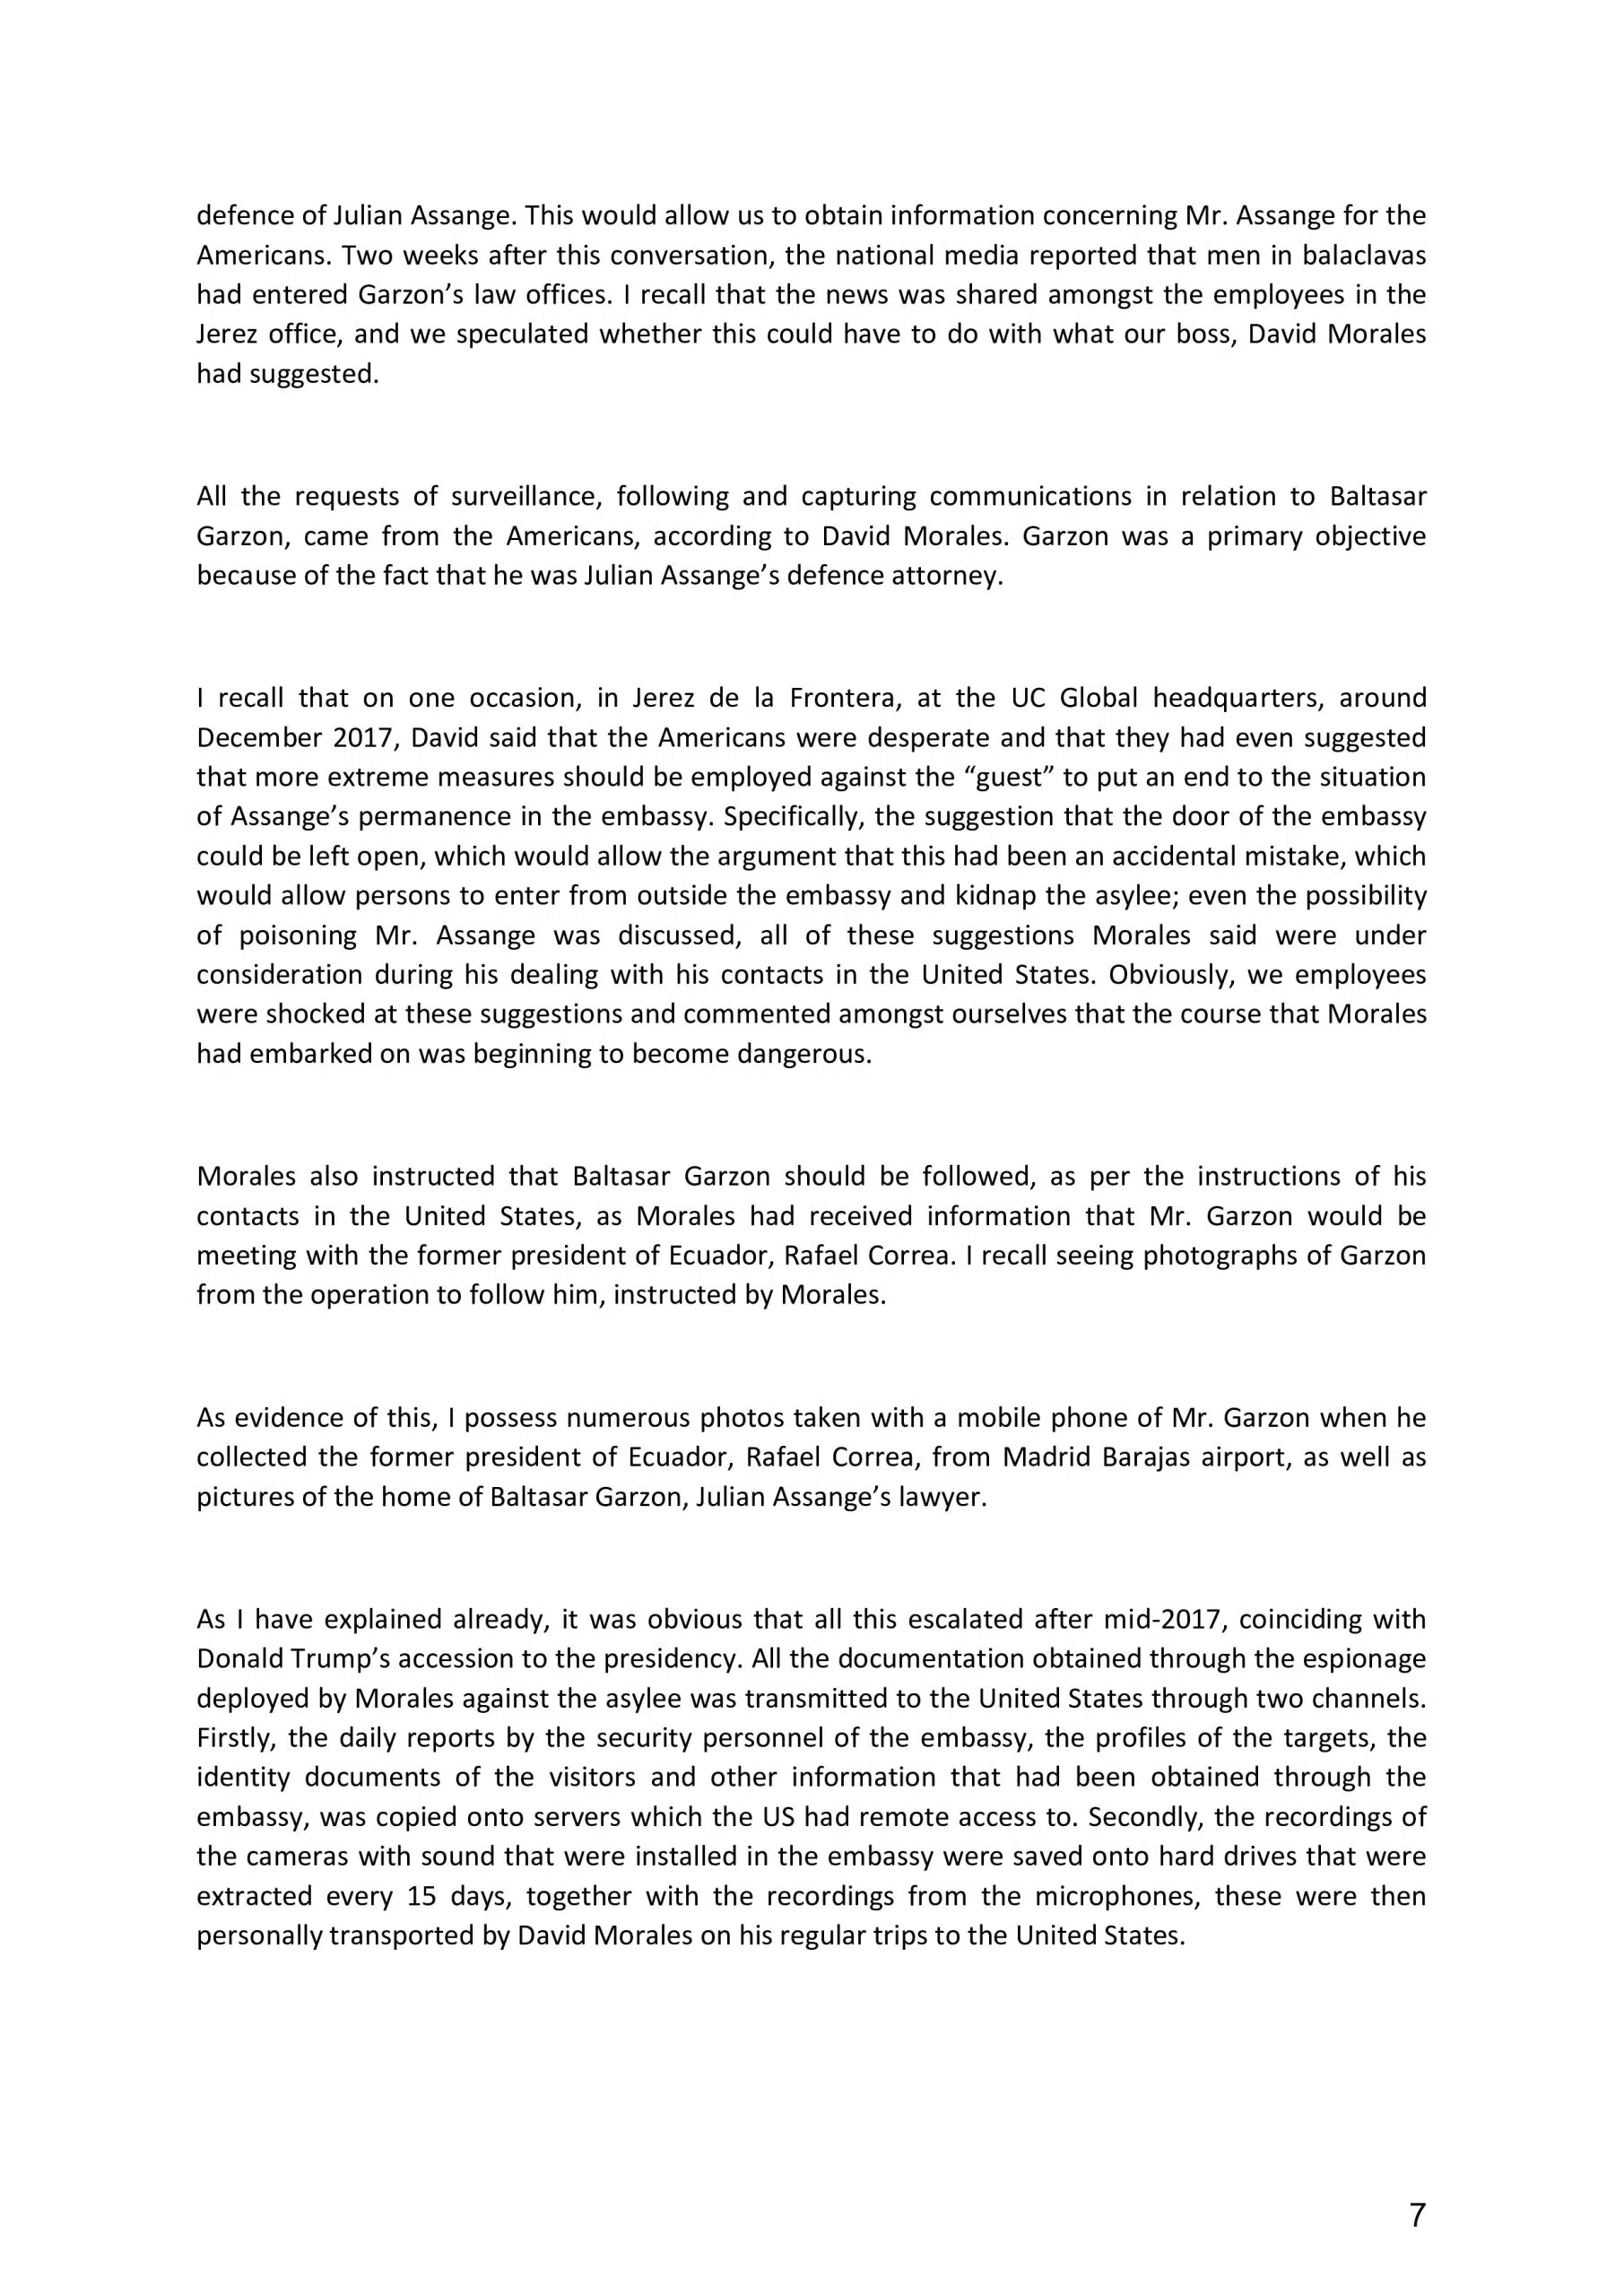 defence of Julian Assange. This would allow us to obtain information concerning Mr. Assange for the
Americans. Two weeks after this conversation, the national media reported that men in balaclavas
had entered Garzon’s law offices. I recall that the news was shared amongst the employees in the
Jerez office, and we speculated whether this could have to do with what our boss, David Morales
had suggested.
All the requests of surveillance, following and capturing communications in relation to Baltasar
Garzon, came from the Americans, according to David Morales. Garzon was a primary objective
because of the fact that he was Julian Assange’s defence attorney.
I recall that on one occasion, in Jerez de la Frontera, at the UC Global headquarters, around
December 2017, David said that the Americans were desperate and that they had even suggested
that more extreme measures should be employed against the “guest” to put an end to the situation
of Assange’s permanence in the embassy. Specifically, the suggestion that the door of the embassy
could be left open, which would allow the argument that this had been an accidental mistake, which
would allow persons to enter from outside the embassy and kidnap the asylee; even the possibility
of poisoning Mr. Assange was discussed, all of these suggestions Morales said were under
consideration during his dealing with his contacts in the United States. Obviously, we employees
were shocked at these suggestions and commented amongst ourselves that the course that Morales
had embarked on was beginning to become dangerous.
Morales also instructed that Baltasar Garzon should be followed, as per the instructions of his
contacts in the United States, as Morales had received information that Mr. Garzon would be
meeting with the former president of Ecuador, Rafael Correa. I recall seeing photographs of Garzon
from the operation to follow him, instructed by Morales.
As evidence of this, I possess numerous photos taken with a mobile phone of Mr. Garzon when he
collected the former president of Ecuador, Rafael Correa, from Madrid Barajas airport, as well as
pictures of the home of Baltasar Garzon, Julian Assange’s lawyer.
As I have explained already, it was obvious that all this escalated after mid-2017, coinciding with
Donald Trump’s accession to the presidency. All the documentation obtained through the espionage
deployed by Morales against the asylee was transmitted to the United States through two channels.
Firstly, the daily reports by the security personnel of the embassy, the profiles of the targets, the
identity documents of the visitors and other information that had been obtained through the
embassy, was copied onto servers which the US had remote access to. Secondly, the recordings of
the cameras with sound that were installed in the embassy were saved onto hard drives that were
extracted every 15 days, together with the recordings from the microphones, these were then
personally transported by David Morales on his regular trips to the United States.
7